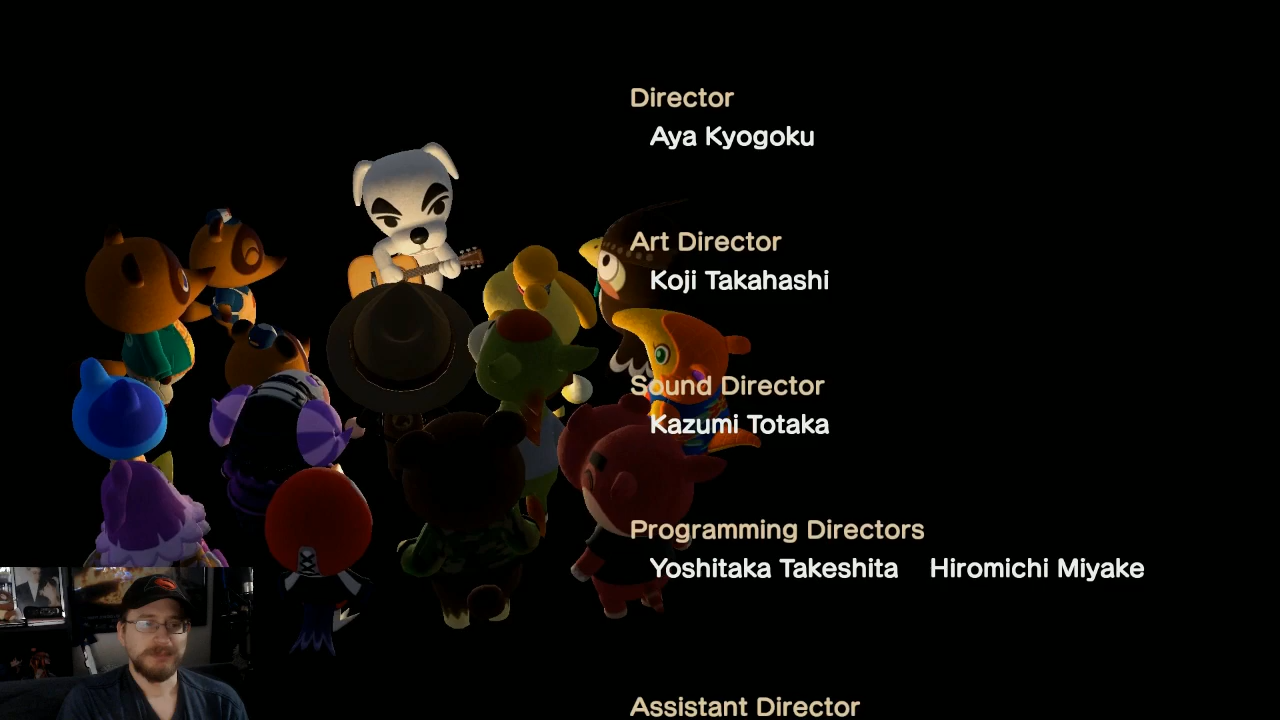 Director
Aya Kyogoku
Art Director
Koji Takahashi
Sound Director
Kazumi Totaka
Programming Directors
Yoshitaka Takeshita Hiromichi Miyake
Assistant Director